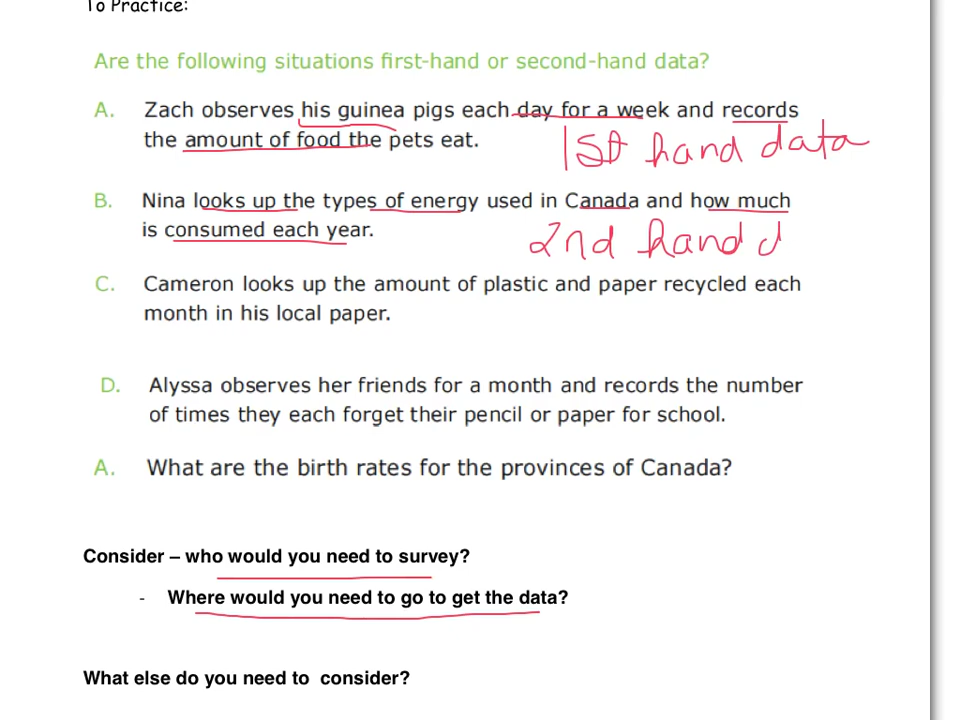 To Practice:
Are the following situations first-hand or second-hand data?
A. Zach observes his guinea pigs each day for a week and records
the amount of food the pets eat.
1st hand data
B. Nina looks up the types of energy used in Canada and how much
is consumed each year.
2nd hand d
C. Cameron looks up the amount of plastic and paper recycled each
month in his local paper.
D. Alyssa observes her friends for a month and records the number
of times they each forget their pencil or paper for school.
A. What are the birth rates for the provinces of Canada?
Consider – who would you need to survey?
- Where would you need to go to get the data?
What else do you need to consider?